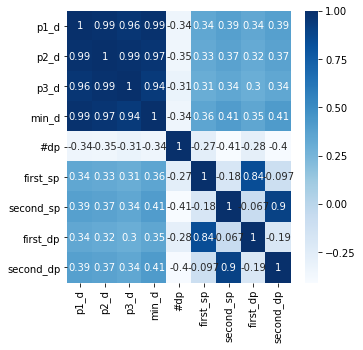 p1_d 1 0.99 0.96 0.99 -0.34 0.34 0.39 0.34 0.39
p2_d 0.99 1 0.99 0.97 -0.35 0.33 0.37 0.32 0.37
p3_d 0.96 0.99 1 0.94 -0.31 0.31 0.34 0.3 0.34
min_d 0.99 0.97 0.94 1 -0.34 0.36 0.41 0.35 0.41
#dp -0.34 -0.35 -0.31 -0.34 1 -0.27 -0.41 -0.28 -0.4
first_sp 0.34 0.33 0.31 0.36 -0.27 1 -0.18 0.84 -0.097
second_sp 0.39 0.37 0.34 0.41 -0.41 -0.18 1 -0.067 0.9
first_dp 0.34 0.32 0.3 0.35 -0.28 0.84 -0.067 1 -0.19
second_dp 0.39 0.37 0.34 0.41 -0.4 -0.097 0.9 -0.19 1
p1_d p2_d p3_d min_d #dp first_sp second_sp first_dp second_dp
1.00
0.75
0.50
0.25
0.00
-0.25